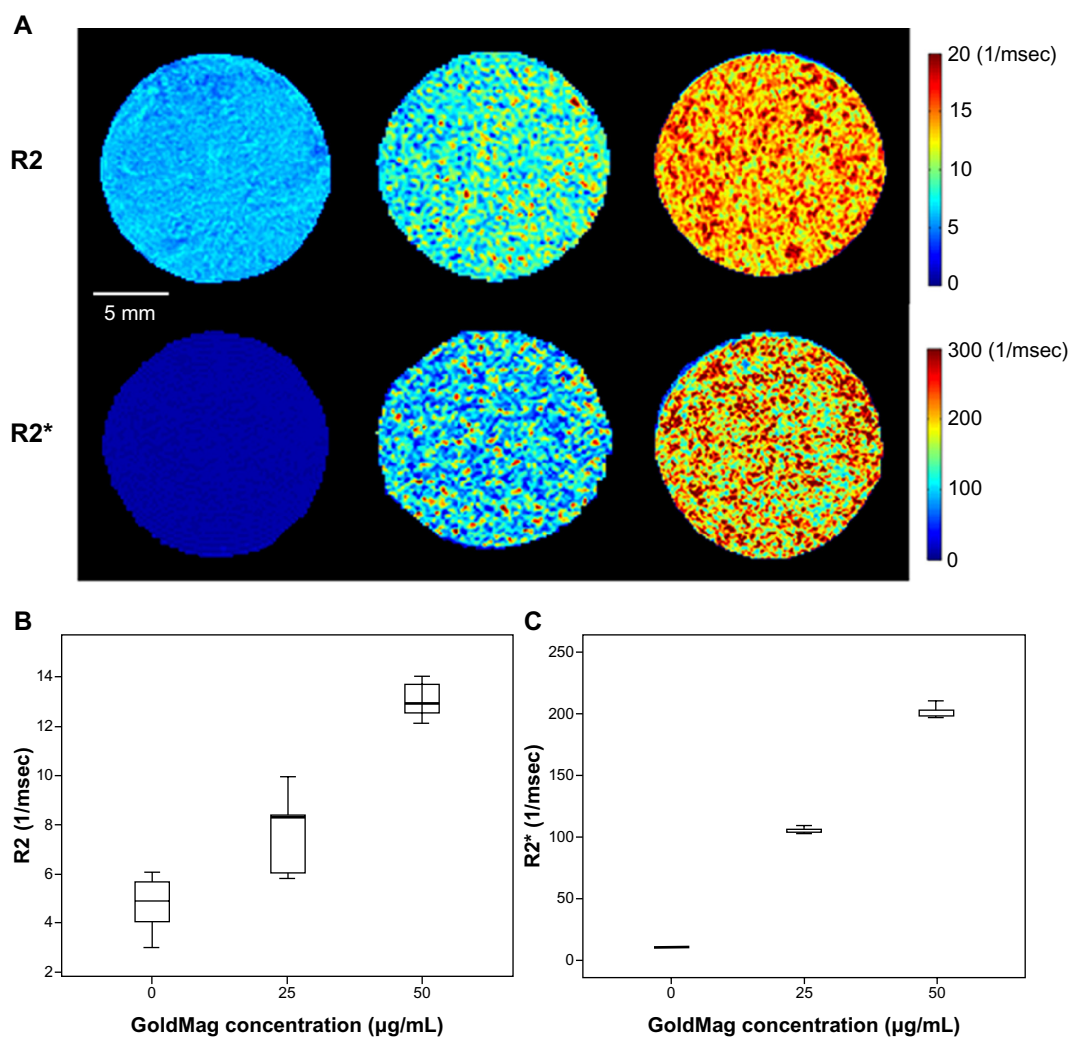 A
R2
20 (1/msec)
15
10
5
0
5 mm
R2*
300 (1/msec)
200
100
0
B
R2 (1/msec)
14
12
10
8
6
4
2
0 25 50
GoldMag concentration (µg/mL)
C
R2* (1/msec)
250
200
150
100
50
0
0 25 50
GoldMag concentration (µg/mL)